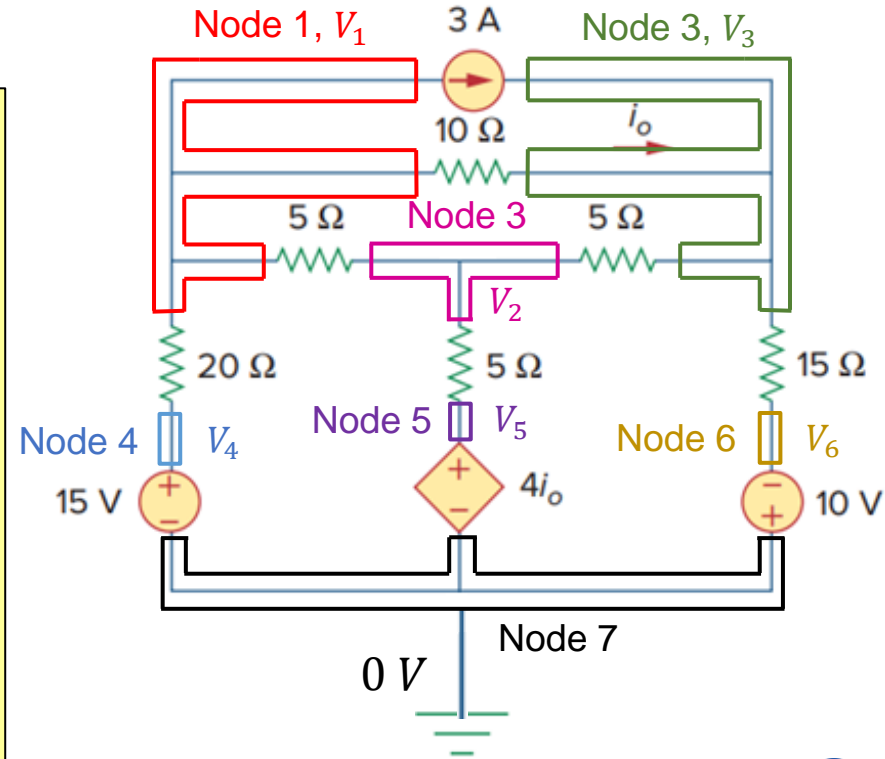 Node 1, V₁
3 A
Node 3, V₃
10 Ω
iₒ
5 Ω
Node 3
5 Ω
V₂
20 Ω
5 Ω
15 Ω
Node 4 V₄
Node 5 V₅
Node 6 V₆
15 V
+
−
+
−
4iₒ
−
+
10 V
Node 7
0 V